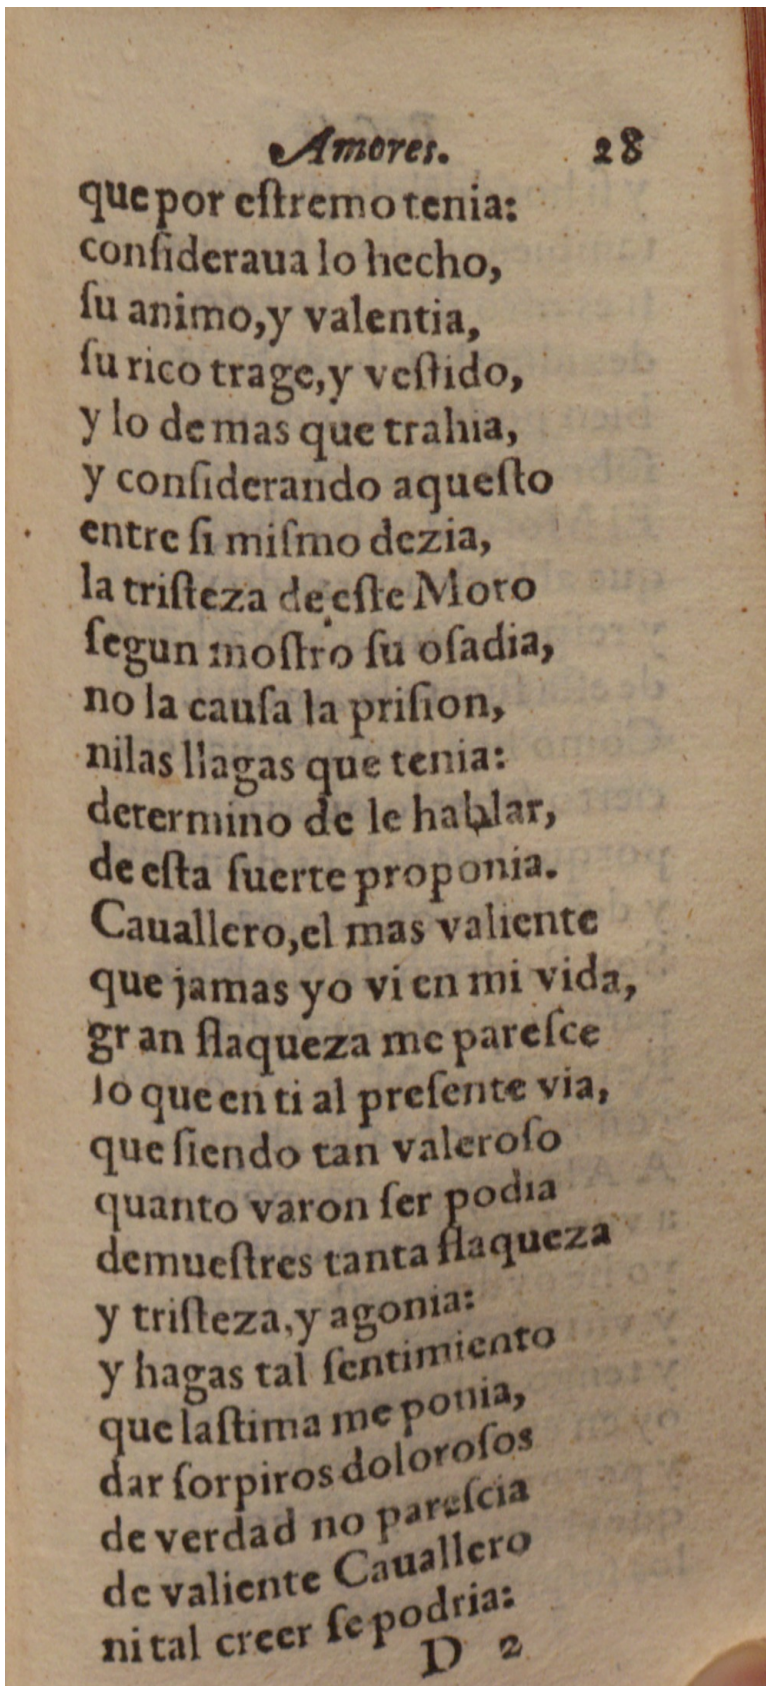 Amores. 28
que por eſtremo tenia:
conſideraua lo hecho,
ſu animo, y valentia,
ſu rico trage, y veſtido,
y lo de mas que trahia,
y conſiderando aqueſto
entre ſi miſmo dezia,
la triſteza de eſte Moro
ſegun moſtro ſu oſadia,
no la cauſa la priſion,
ni las llagas que tenia:
determino de le hablar,
de eſta ſuerte proponia.
Cauallero, el mas valiente
que jamas yo vi en mi vida,
gran flaqueza me pareſce
lo que en ti al preſente via,
que ſiendo tan valeroſo
quanto varon ſer podia
demueſtres tanta flaqueza
y triſteza, y agonia:
y hagas tal ſentimiento
que laſtima me ponia,
dar ſorpiros doloroſos
de verdad no pareſcia
de valiente Cauallero
ni tal creer ſe podria:
D 2